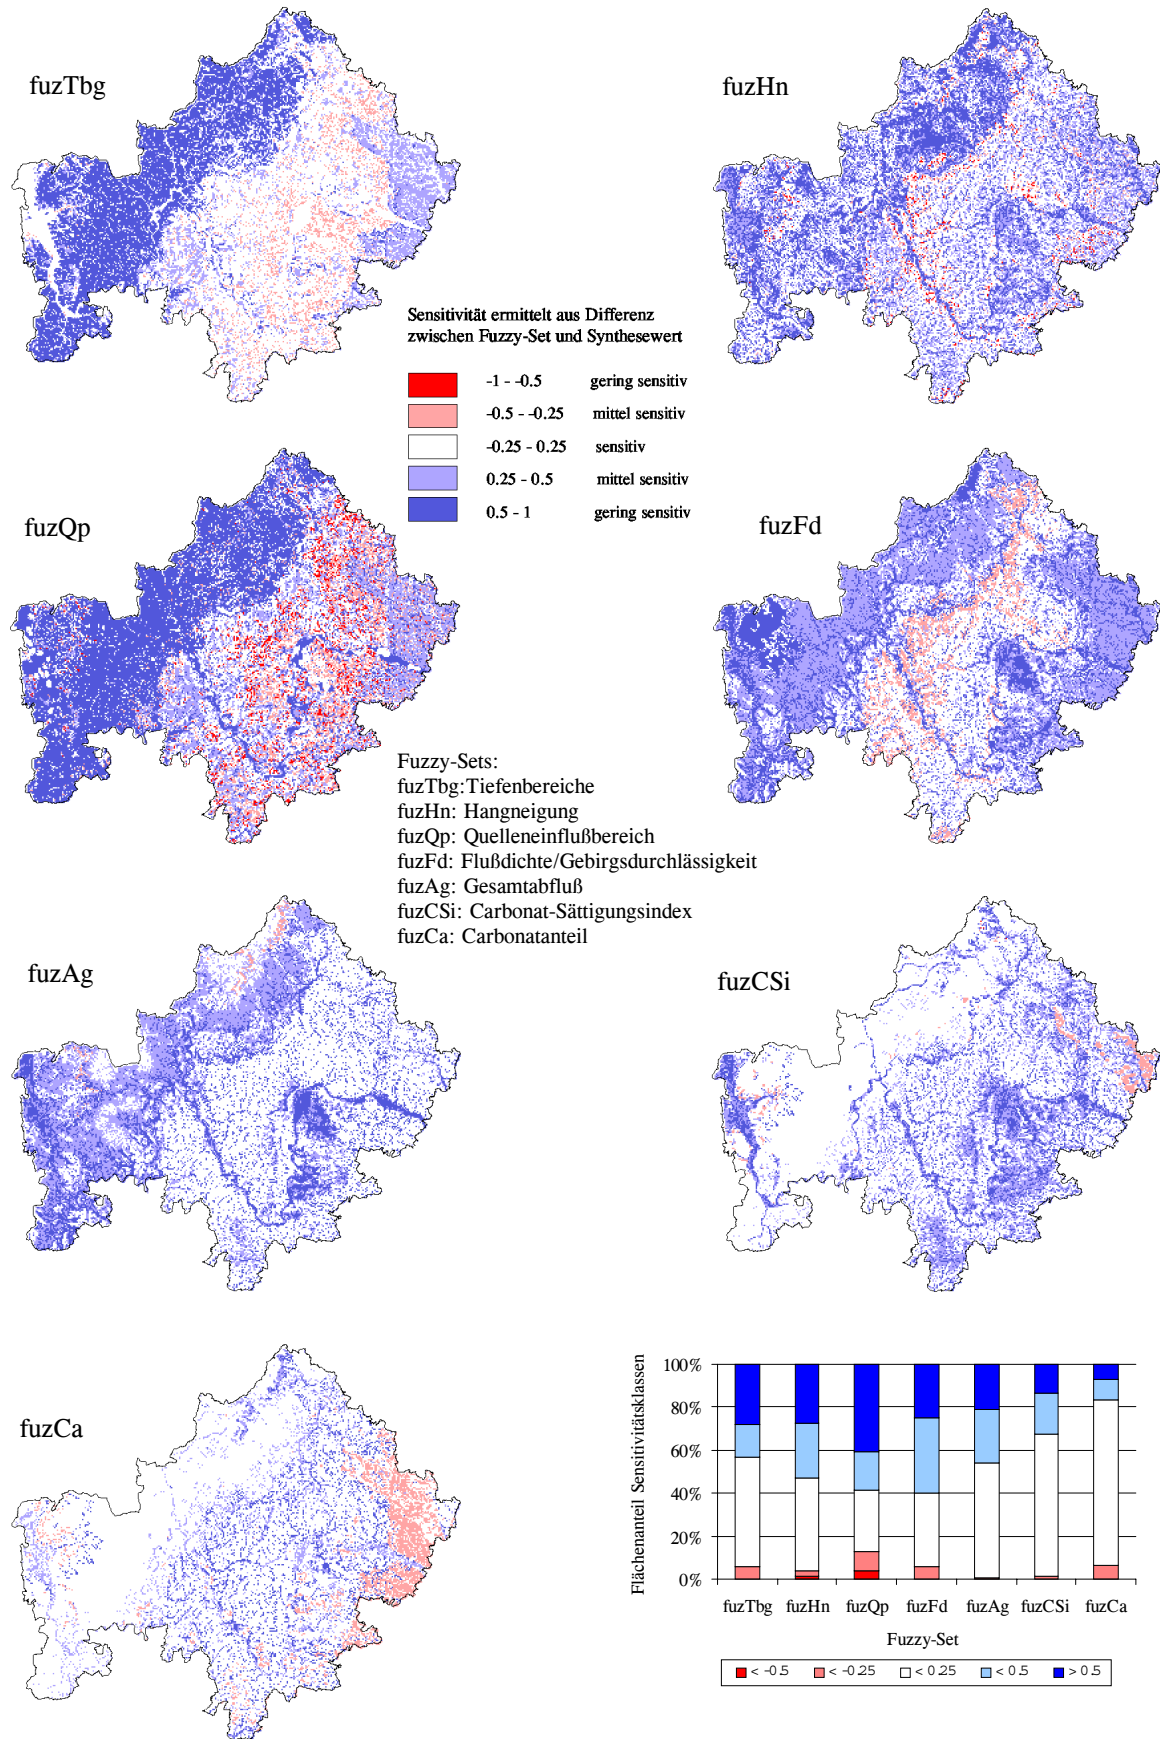 fuzTbg
fuzHn
Sensitivität ermittelt aus Differenz
zwischen Fuzzy-Set und Synthesewert
-1 - -0.5 gering sensitiv
-0.5 - -0.25 mittel sensitiv
-0.25 - 0.25 sensitiv
0.25 - 0.5 mittel sensitiv
0.5 - 1 gering sensitiv
fuzQp
fuzFd
Fuzzy-Sets:
fuzTbg:Tiefenbereiche
fuzHn: Hangneigung
fuzQp: Quelleneinflußbereich
fuzFd: Flußdichte/Gebirgsdurchlässigkeit
fuzAg: Gesamtabfluß
fuzCSi: Carbonat-Sättigungsindex
fuzCa: Carbonatanteil
fuzAg
fuzCSi
fuzCa
Flächenanteil Sensitivitätsklassen
100%
80%
60%
40%
20%
0%
fuzTbg fuzHn fuzQp fuzFd fuzAg fuzCSi fuzCa
Fuzzy-Set
< -0.5 < -0.25 < 0.25 < 0.5 > 0.5